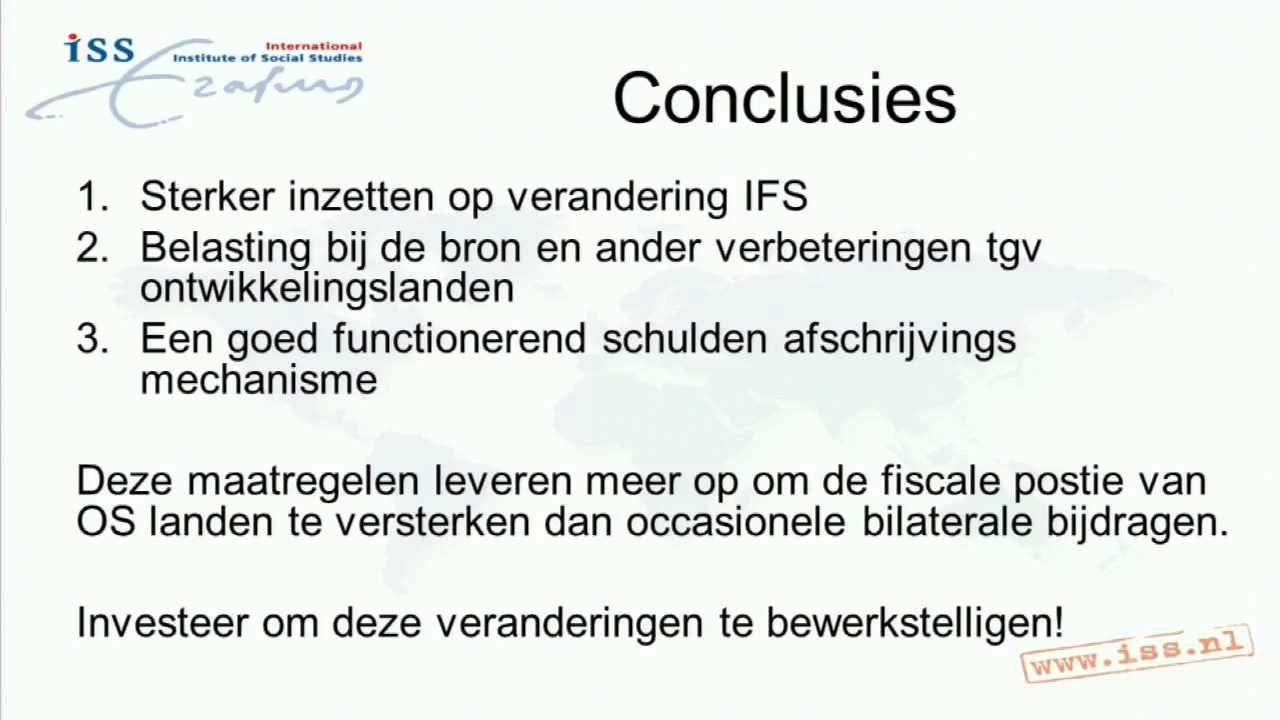 iss
International
Institute of Social Studies
Erasmus
Conclusies
1. Sterker inzetten op verandering IFS
2. Belasting bij de bron en ander verbeteringen tgv
ontwikkelingslanden
3. Een goed functionerend schulden afschrijvings
mechanisme
Deze maatregelen leveren meer op om de fiscale postie van
OS landen te versterken dan occasionele bilaterale bijdragen.
Investeer om deze veranderingen te bewerkstelligen!
www.iss.nl